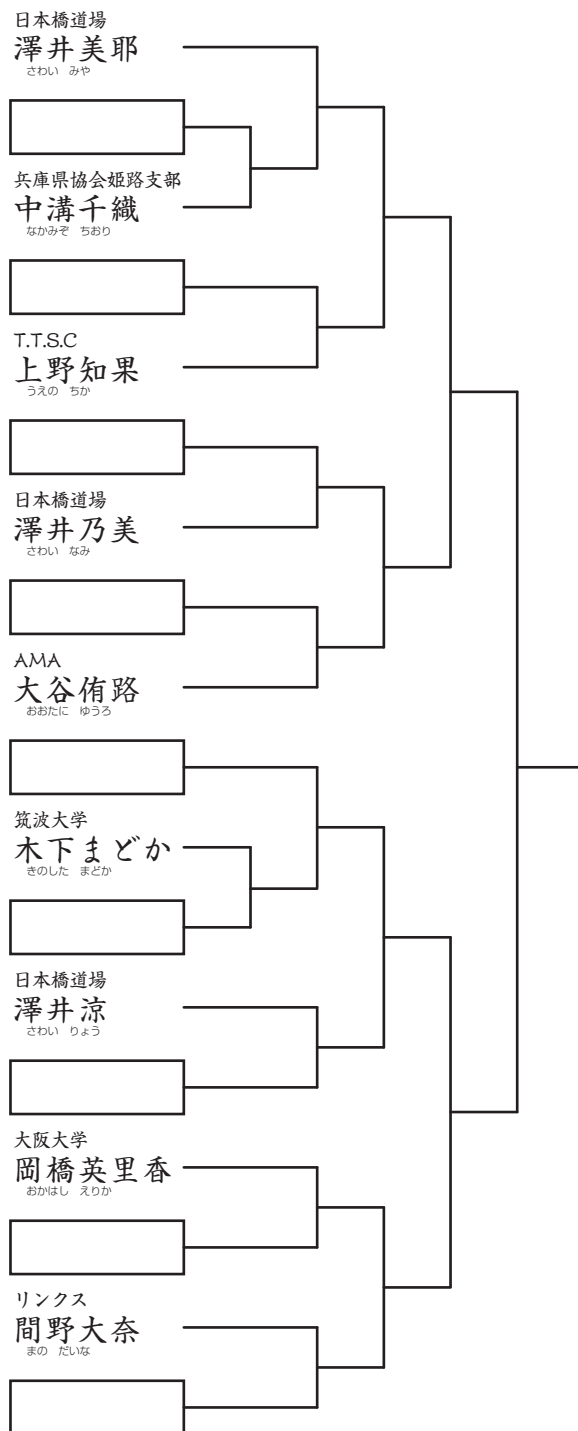 日本橋道場
澤井美耶
さわい みや
兵庫県協会姫路支部
中溝千織
なかみぞ ちおり
T.T.S.C
上野知果
うえの ちか
日本橋道場
澤井乃美
さわい なみ
AMA
大谷侑路
おおたに ゆうろ
筑波大学
木下まどか
きのした まどか
日本橋道場
澤井涼
さわい りょう
大阪大学
岡橋英里香
おかはし えりか
リンクス
間野大奈
まの だいな